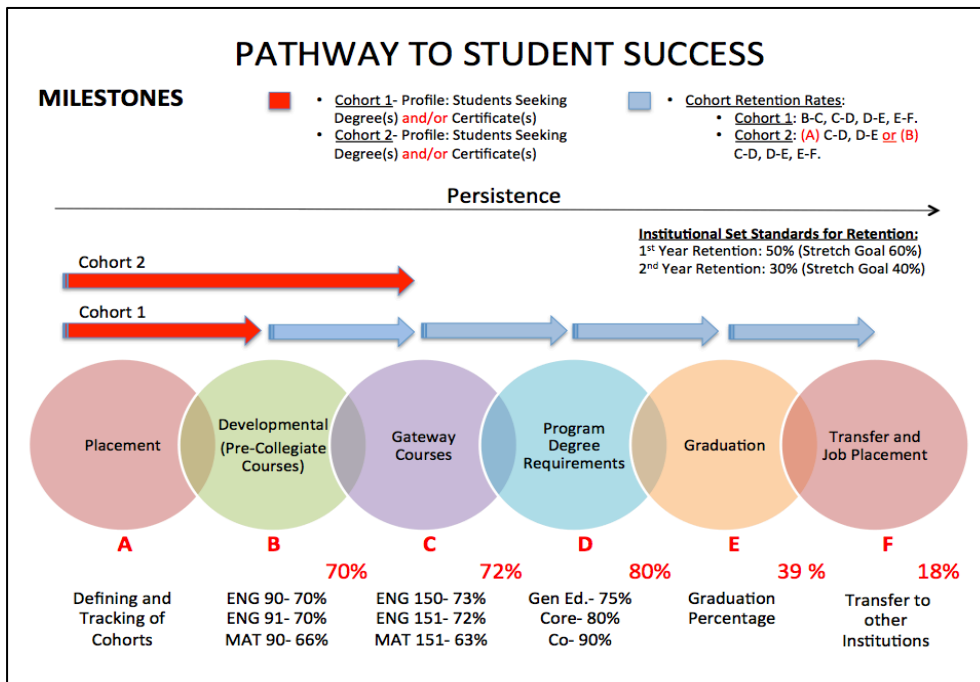 PATHWAY TO STUDENT SUCCESS
MILESTONES
• Cohort 1- Profile: Students Seeking
Degree(s) and/or Certificate(s)
• Cohort 2- Profile: Students Seeking
Degree(s) and/or Certificate(s)
• Cohort Retention Rates:
• Cohort 1: B-C, C-D, D-E, E-F.
• Cohort 2: (A) C-D, D-E or (B)
C-D, D-E, E-F.
Persistence
Institutional Set Standards for Retention:
1st Year Retention: 50% (Stretch Goal 60%)
2nd Year Retention: 30% (Stretch Goal 40%)
Cohort 2
Cohort 1
Placement
Developmental
(Pre-Collegiate
Courses)
Gateway
Courses
Program
Degree
Requirements
Graduation
Transfer and
Job Placement
A
B
C
D
E
F
70%
72%
80%
39 %
18%
Defining and
Tracking of
Cohorts
ENG 90- 70%
ENG 91- 70%
MAT 90- 66%
ENG 150- 73%
ENG 151- 72%
MAT 151- 63%
Gen Ed.- 75%
Core- 80%
Co- 90%
Graduation
Percentage
Transfer to
other
Institutions